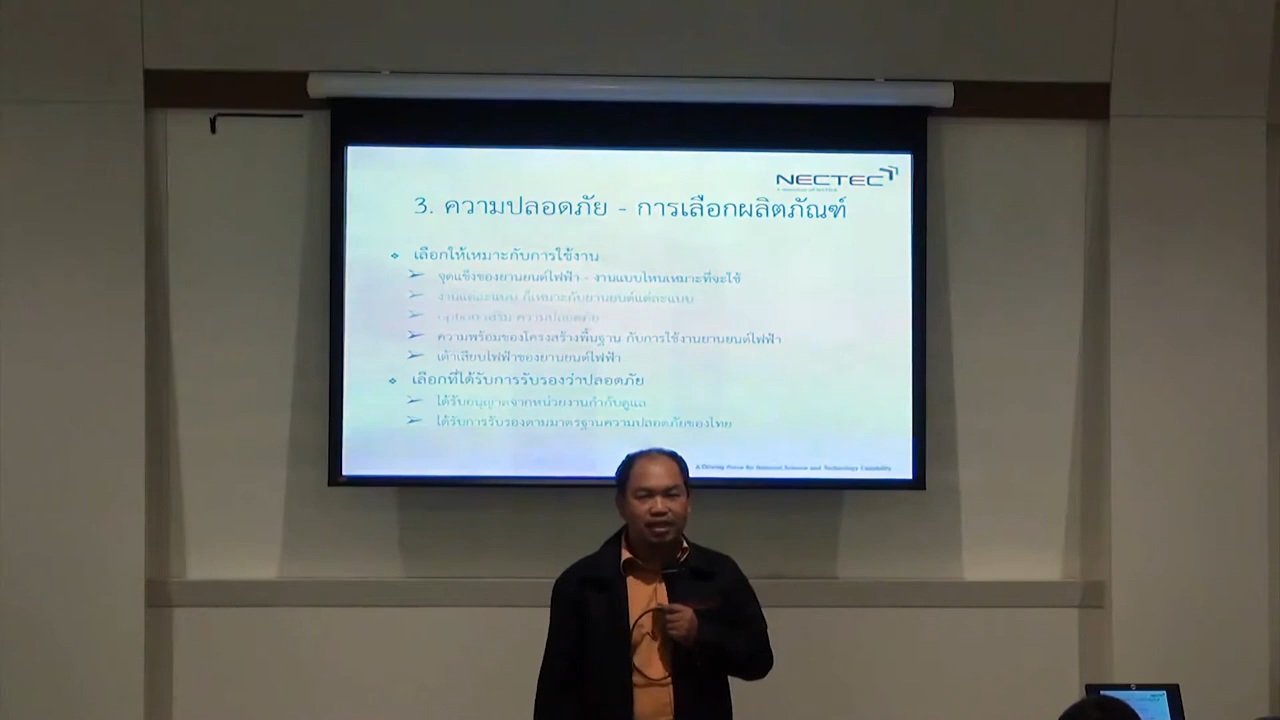 NECTEC
3. ความปลอดภัย - การเลือกผลิตภัณฑ์
❖ เลือกให้เหมาะกับการใช้งาน
➢ จุดแข็งของยานยนต์ไฟฟ้า - งานแบบไหนเหมาะที่จะใช้
➢ งานแต่ละแบบ ก็เหมาะกับยานยนต์แต่ละแบบ
➢ option เสริม ความปลอดภัย
➢ ความพร้อมของโครงสร้างพื้นฐาน กับการใช้งานยานยนต์ไฟฟ้า
➢ เต้าเสียบไฟฟ้าของยานยนต์ไฟฟ้า
❖ เลือกที่ได้รับการรับรองว่าปลอดภัย
➢ ได้รับอนุญาตจากหน่วยงานกำกับดูแล
➢ ได้รับการรับรองตามมาตรฐานความปลอดภัยของไทย
A Driving Force for National Science and Technology Capability